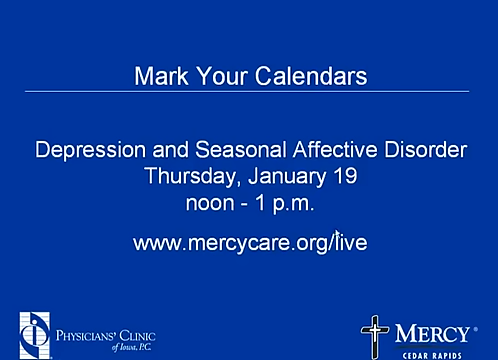 Mark Your Calendars
Depression and Seasonal Affective Disorder
Thursday, January 19
noon - 1 p.m.
www.mercycare.org/live
PHYSICIANS' CLINIC
of Iowa, P.C.
MERCY®
CEDAR RAPIDS